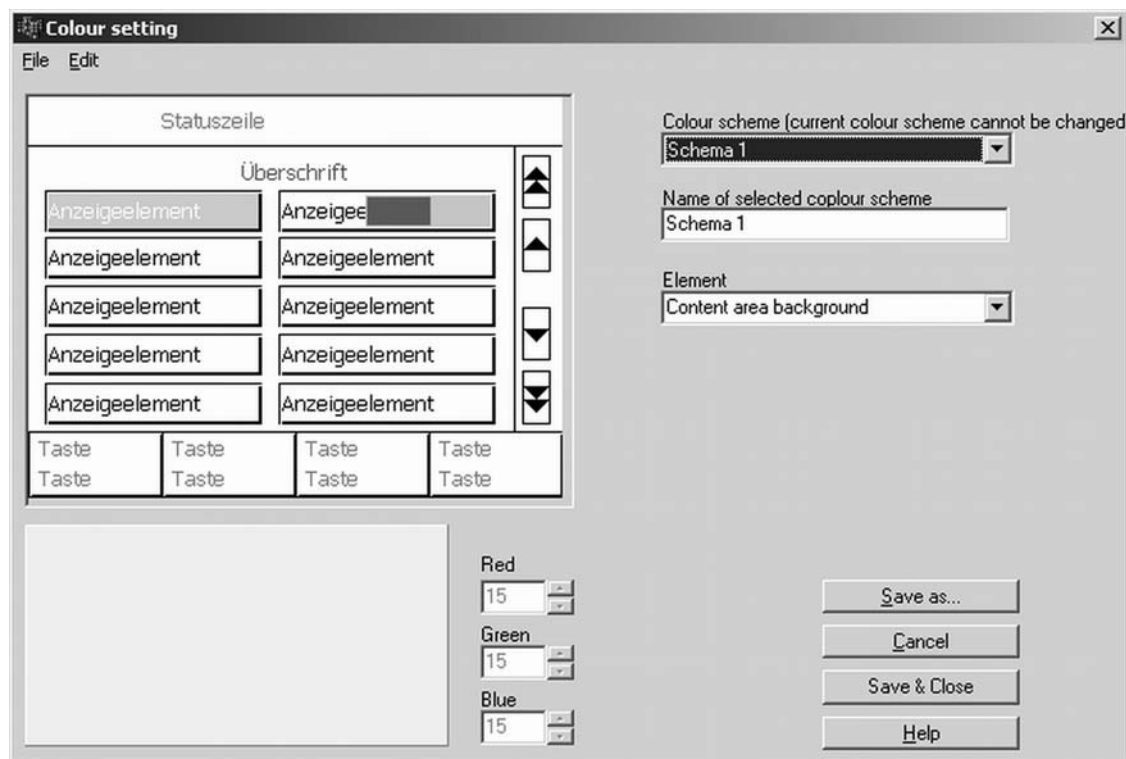 Colour setting
File Edit
Statuszeile
Überschrift
Anzeigeelement Anzeigee
Anzeigeelement Anzeigeelement
Anzeigeelement Anzeigeelement
Anzeigeelement Anzeigeelement
Anzeigeelement Anzeigeelement
Taste Taste Taste Taste
Taste Taste Taste Taste
Colour scheme (current colour scheme cannot be changed
Schema 1
Name of selected coplour scheme
Schema 1
Element
Content area background
Red
15
Green
15
Blue
15
Save as...
Cancel
Save & Close
Help